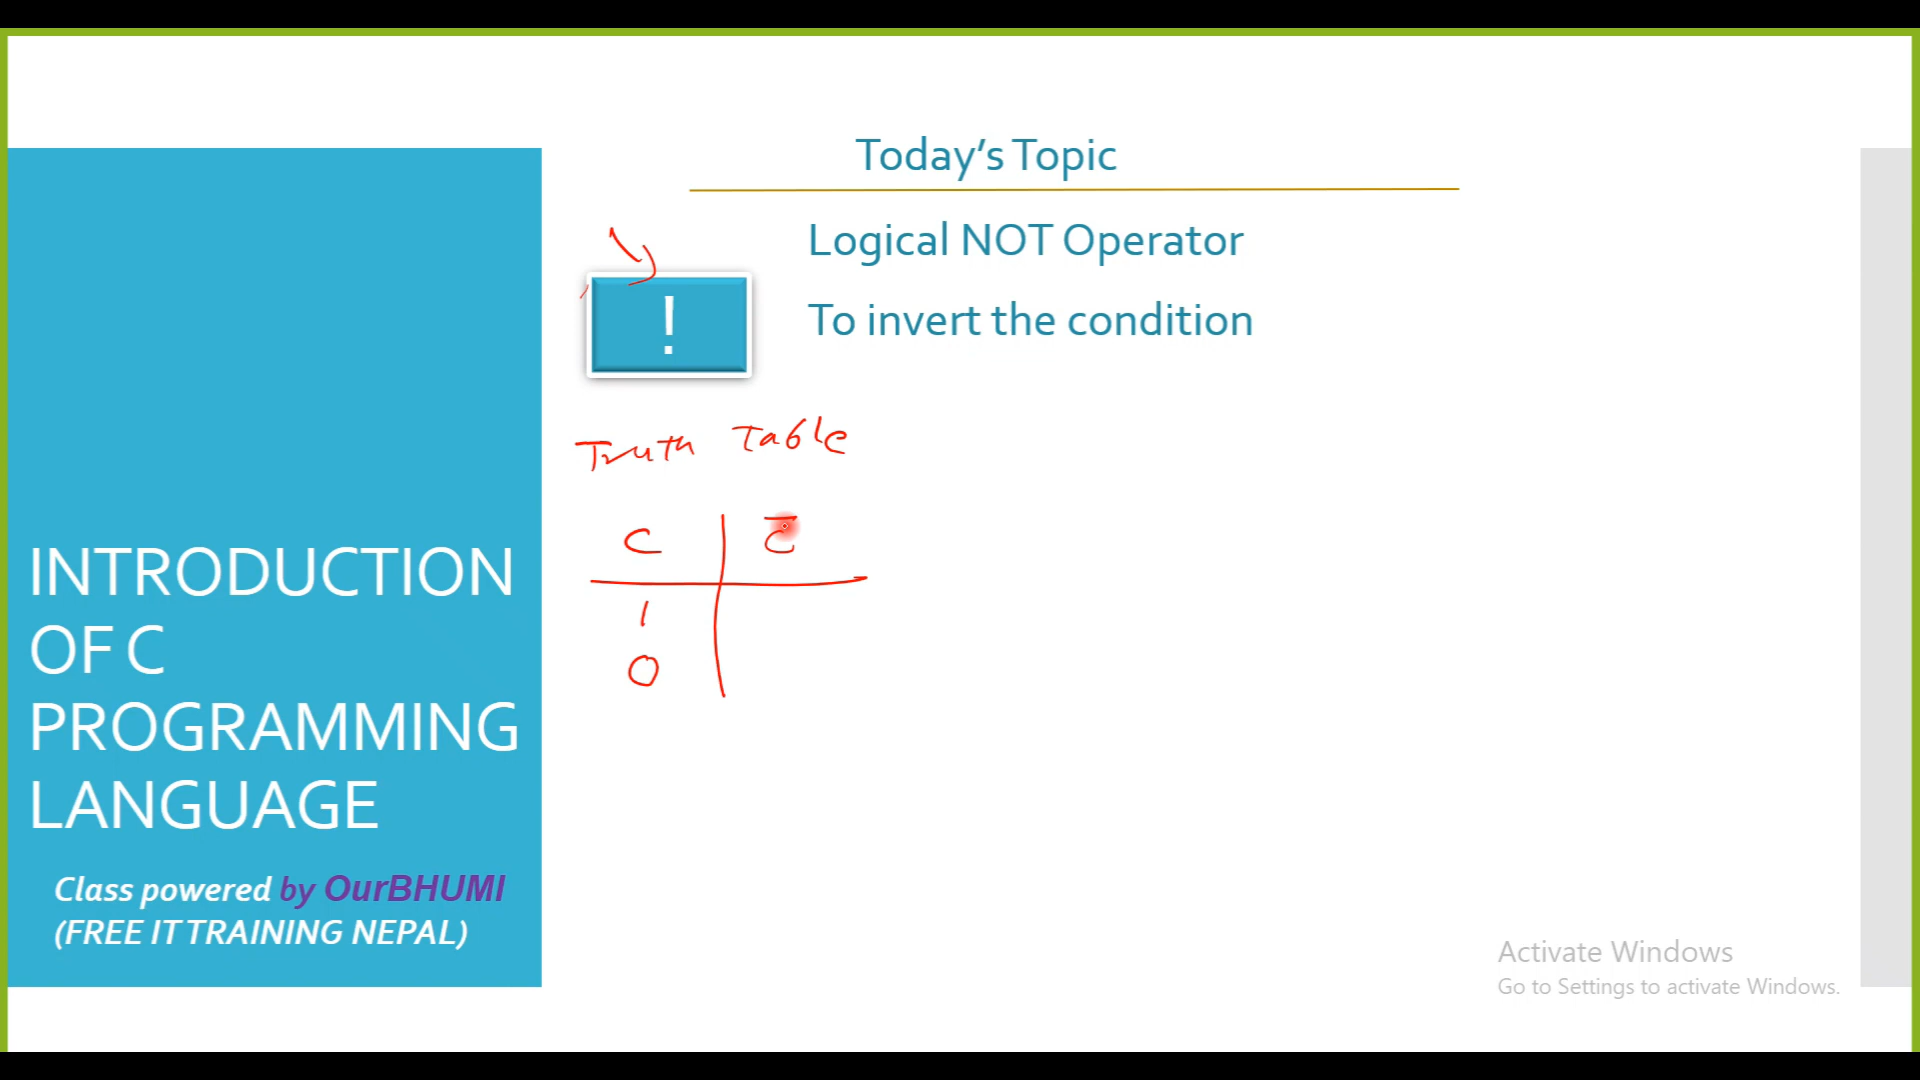 Today's Topic
Logical NOT Operator
!
To invert the condition
Truth Table
C C̅
1
0
INTRODUCTION
OF C
PROGRAMMING
LANGUAGE
Class powered by OurBHUMI
(FREE IT TRAINING NEPAL)
Activate Windows
Go to Settings to activate Windows.